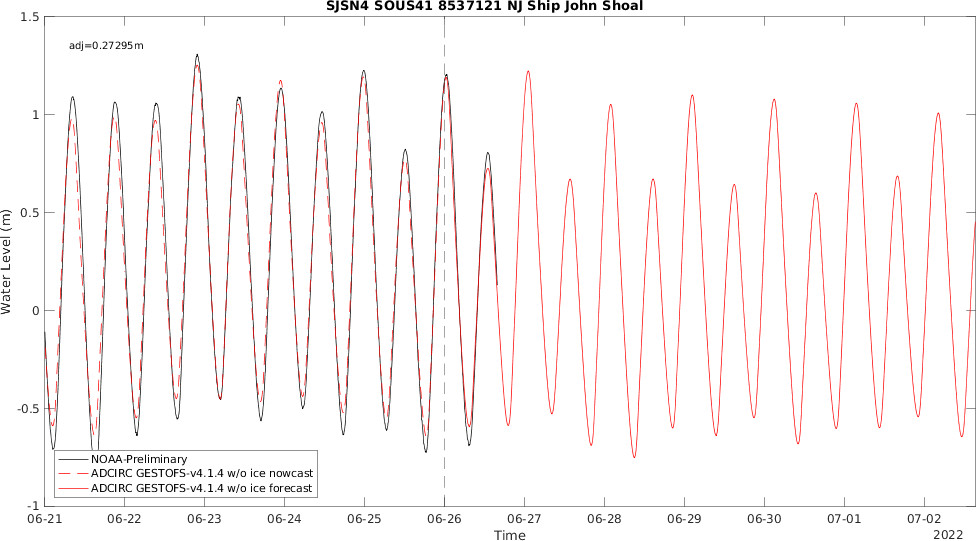 SJSN4 SOUS41 8537121 NJ Ship John Shoal
1.5
adj=0.27295m
1
0.5
0
-0.5
-1
Water Level (m)
NOAA-Preliminary
ADCIRC GESTOFS-v4.1.4 w/o ice nowcast
ADCIRC GESTOFS-v4.1.4 w/o ice forecast
06-21 06-22 06-23 06-24 06-25 06-26 06-27 06-28 06-29 06-30 07-01 07-02
Time
2022